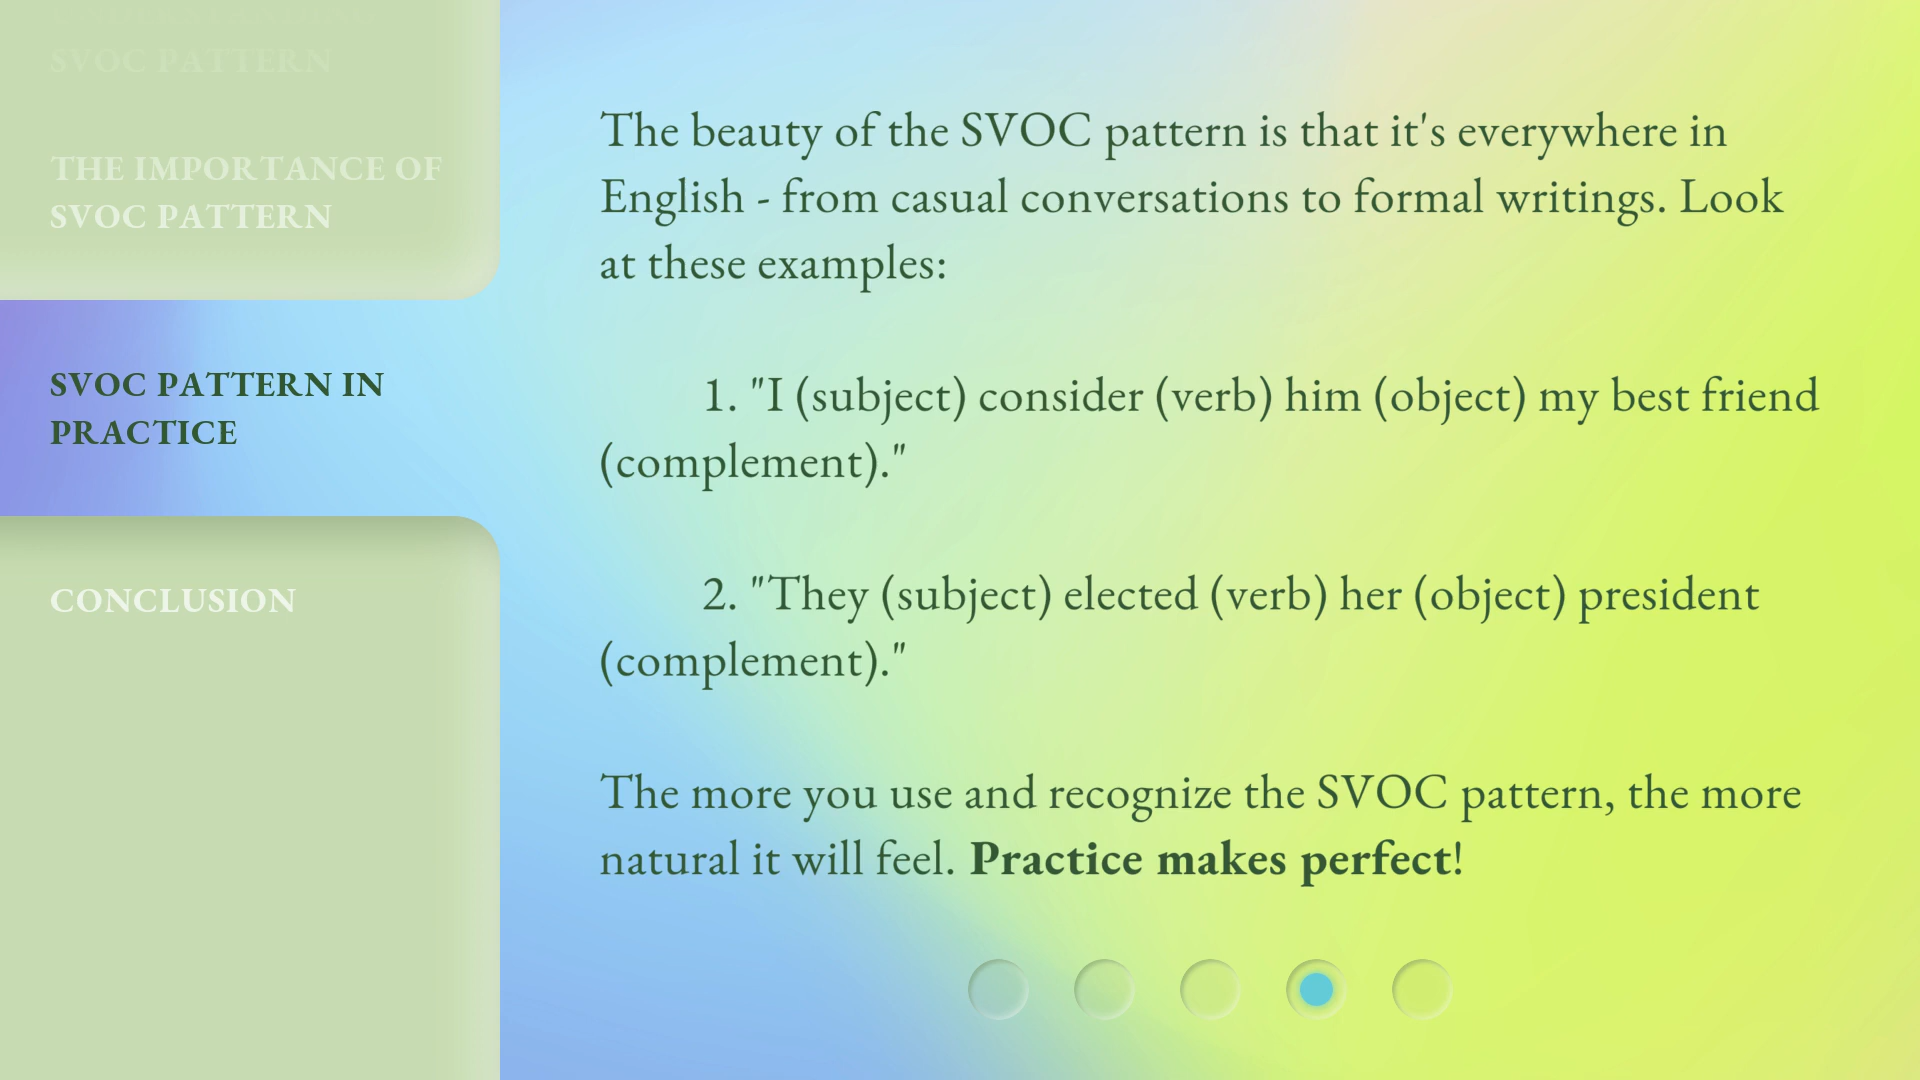 UNDERSTANDING
SVOC PATTERN
THE IMPORTANCE OF
SVOC PATTERN
SVOC PATTERN IN
PRACTICE
CONCLUSION
The beauty of the SVOC pattern is that it's everywhere in
English - from casual conversations to formal writings. Look
at these examples:
1. "I (subject) consider (verb) him (object) my best friend
(complement)."
2. "They (subject) elected (verb) her (object) president
(complement)."
The more you use and recognize the SVOC pattern, the more
natural it will feel. Practice makes perfect!